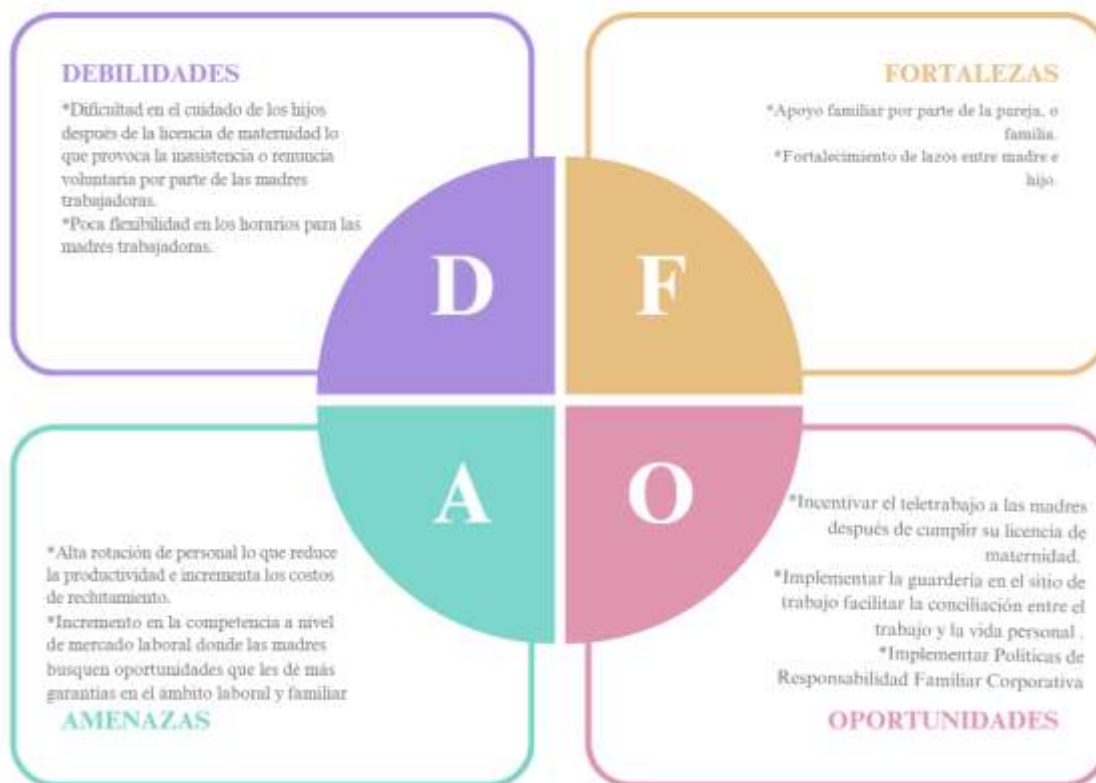 DEBILIDADES
*Dificultad en el cuidado de los hijos
después de la licencia de maternidad lo
que provoca la inasistencia o renuncia
voluntaria por parte de las madres
trabajadoras.
*Poca flexibilidad en los horarios para las
madres trabajadoras.
FORTALEZAS
*Apoyo familiar por parte de la pareja, o
familia.
*Fortalecimiento de lazos entre madre e
hijo.
D
F
A
O
*Alta rotación de personal lo que reduce
la productividad e incrementa los costos
de reclutamiento.
*Incremento en la competencia a nivel
de mercado laboral donde las madres
busquen oportunidades que les dé más
garantías en el ámbito laboral y familiar
AMENAZAS
*Incentivar el teletrabajo a las madres
después de cumplir su licencia de
maternidad.
*Implementar la guardería en el sitio de
trabajo facilitar la conciliación entre el
trabajo y la vida personal .
*Implementar Políticas de
Responsabilidad Familiar Corporativa
OPORTUNIDADES